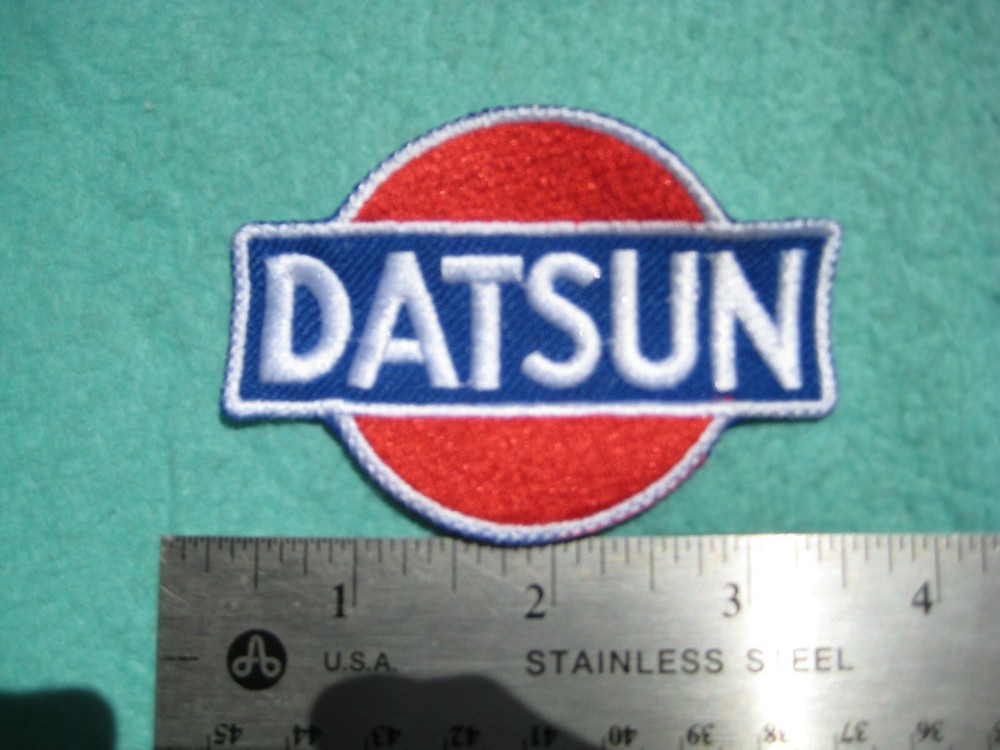 DATSUN
1 2 3 4
U.S.A. STAINLESS STEEL
45 44 43 42 41 40 39 38 37 36